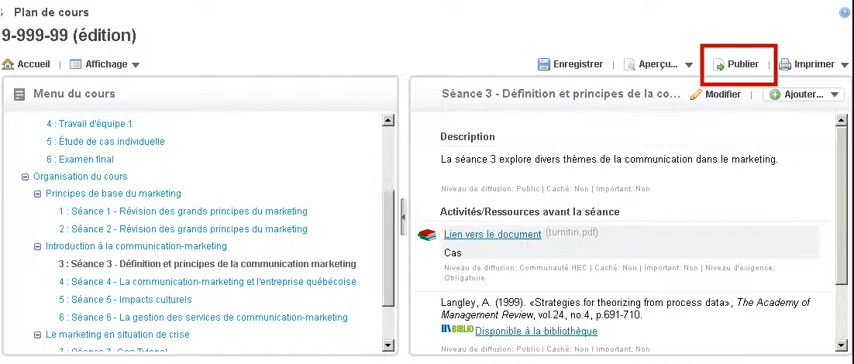 Plan de cours
9-999-99 (édition)
Accueil | Affichage
Enregistrer | Aperçu... Publier | Imprimer
Menu du cours
4 : Travail d'équipe 1
5 : Étude de cas individuelle
6 : Examen final
Organisation du cours
Principes de base du marketing
1 : Séance 1 - Révision des grands principes du marketing
2 : Séance 2 - Révision des grands principes du marketing
Introduction à la communication-marketing
3 : Séance 3 - Définition et principes de la communication marketing
4 : Séance 4 - La communication-marketing et l'entreprise québécoise
5 : Séance 5 - Impacts culturels
6 : Séance 6 - La gestion des services de communication-marketing
Le marketing en situation de crise
Séance 3 - Définition et principes de la co... Modifier | Ajouter...
Description
La séance 3 explore divers thèmes de la communication dans le marketing.
Niveau de diffusion: Public | Caché: Non | Important: Non
Activités/Ressources avant la séance
Lien vers le document (turnitin.pdf)
Cas
Niveau de diffusion: Communauté HEC | Caché: Non | Important: Non | Niveau d'exigence:
Obligatoire
Langley, A. (1999). «Strategies for theorizing from process data», The Academy of
Management Review, vol.24, no.4, p.691-710.
BIBLIO Disponible à la bibliothèque
Niveau de diffusion: Public | Caché: Non | Important: Non